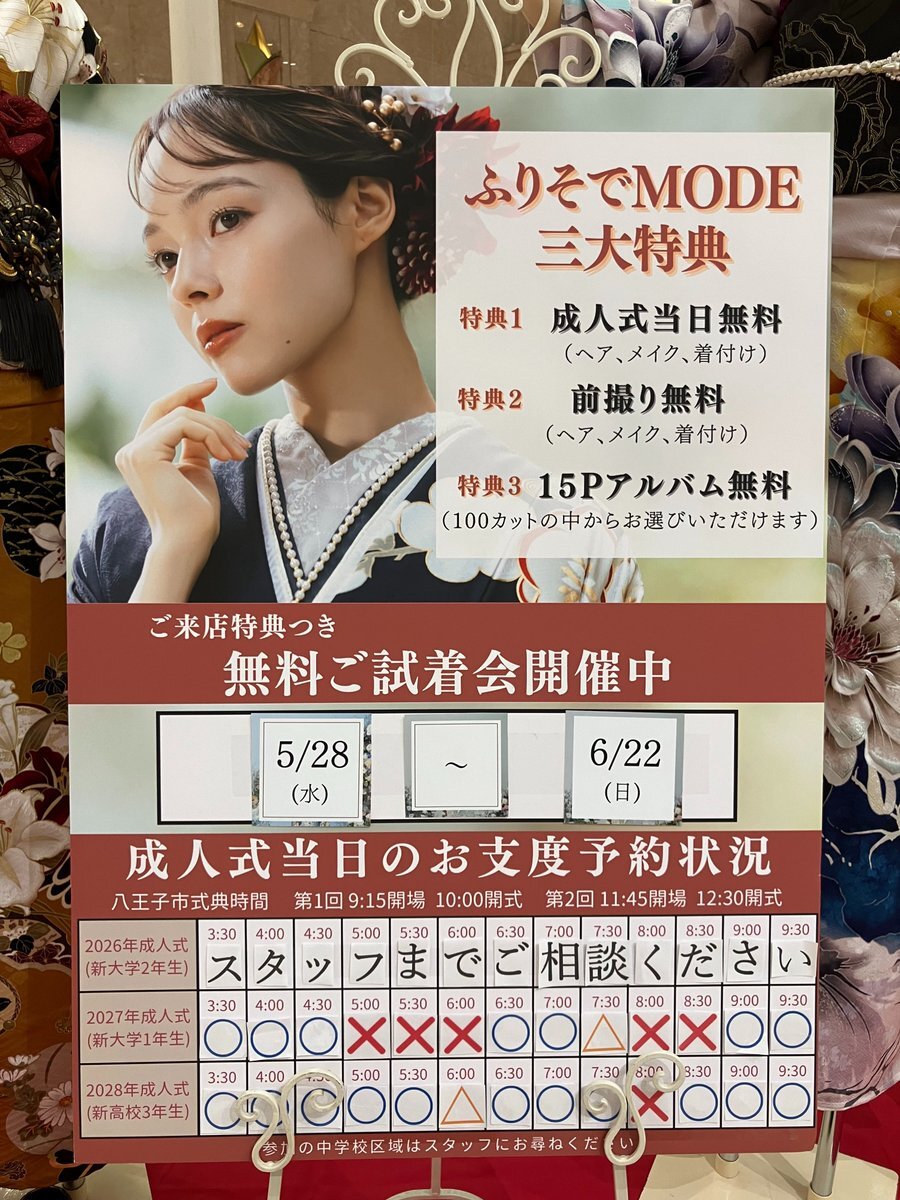 ふりそでMODE
三大特典
特典1 成人式当日無料
（ヘア、メイク、着付け）
特典2 前撮り無料
（ヘア、メイク、着付け）
特典3 15Pアルバム無料
（100カットの中からお選びいただけます）
ご来店特典つき
無料ご試着会開催中
5/28 ～ 6/22
(水) (日)
成人式当日のお支度予約状況
八王子市式典時間 第1回 9:15開場 10:00開式 第2回 11:45開場 12:30開式
2026年成人式 3:30 4:00 4:30 5:00 5:30 6:00 6:30 7:00 7:30 8:00 8:30 9:00 9:30
(新大学2年生) スタッフまでご相談ください
2027年成人式 3:30 4:00 4:30 5:00 5:30 6:00 6:30 7:00 7:30 8:00 8:30 9:00 9:30
(新大学1年生) ○ ○ ○ × × × ○ ○ △ × × ○ ○
2028年成人式 3:30 4:00 4:30 5:00 5:30 6:00 6:30 7:00 7:30 8:00 8:30 9:00 9:30
(新高校3年生) ○ ○ ○ ○ ○ △ ○ ○ ○ × ○ ○ ○
参加の中学校区域はスタッフにお尋ねください